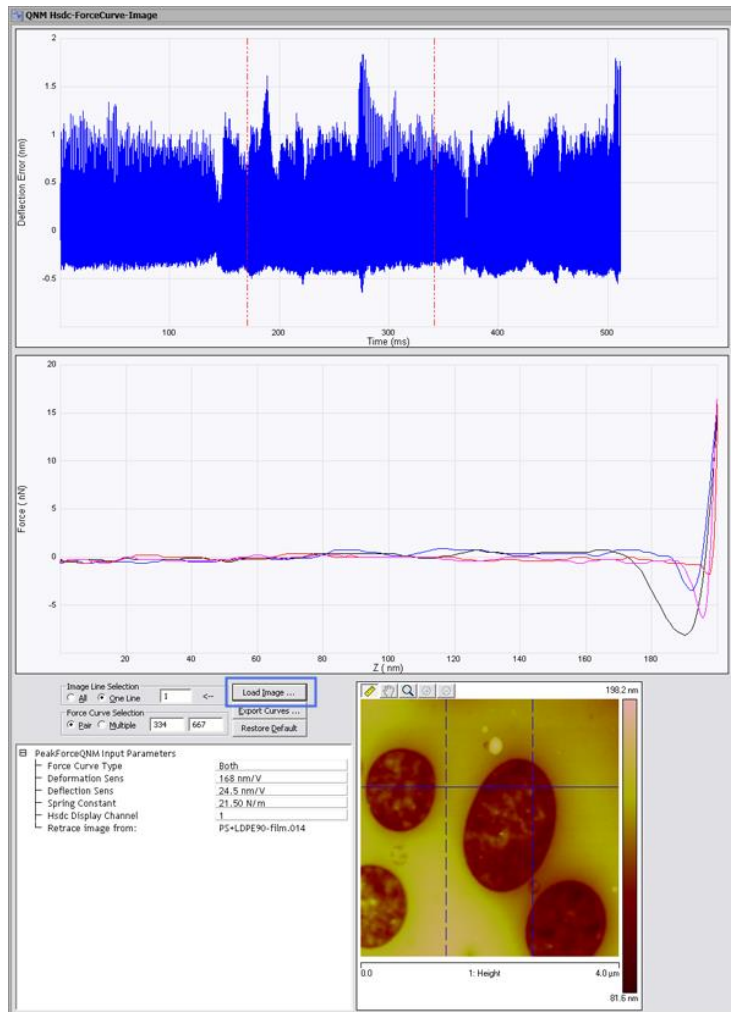 QNM Hsdc-ForceCurve-Image
2
1.5
1
0.5
0
-0.5
Deflection Error (nm)
100 200 300 400 500
Time (ms)
20
15
10
5
0
-5
Force ( nN)
20 40 60 80 100 120 140 160 180
Z ( nm)
Image Line Selection
All One Line 1 <-- Load Image ...
Force Curve Selection
Pair Multiple 334 667
Export Curves ...
Restore Default
PeakForceQNM Input Parameters
Force Curve Type Both
Deformation Sens 168 nm/V
Deflection Sens 24.5 nm/V
Spring Constant 21.50 N/m
Hsdc Display Channel 1
Retrace image from: PS+LDPE90-film.014
198.2 nm
0.0 1: Height 4.0 µm
81.6 nm